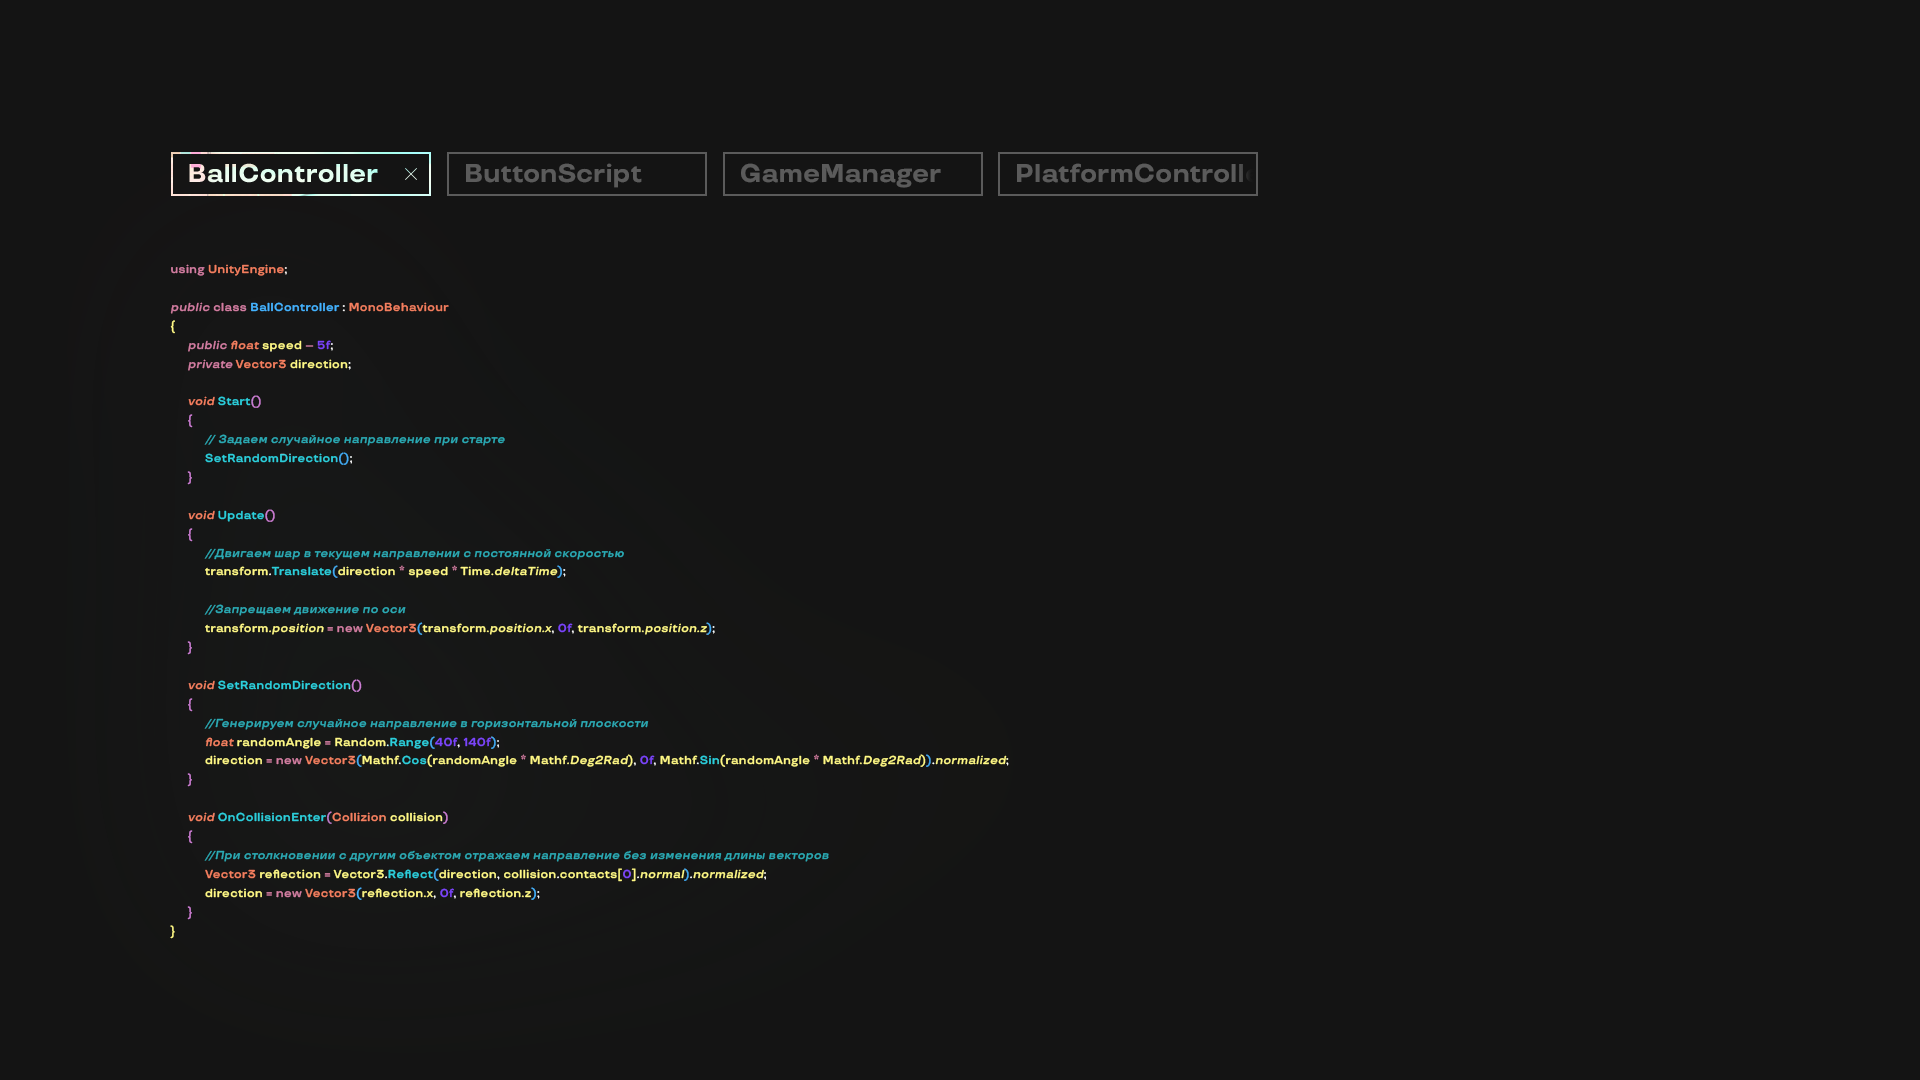 BallController
ButtonScript
GameManager
PlatformControll
using UnityEngine;
public class BallController : MonoBehaviour
{
public float speed – 5f;
private Vector3 direction;
void Start()
{
// Задаем случайное направление при старте
SetRandomDirection();
}
void Update()
{
//Двигаем шар в текущем направлении с постоянной скоростью
transform.Translate(direction * speed * Time.deltaTime);
//Запрещаем движение по оси
transform.position = new Vector3(transform.position.x, 0f, transform.position.z);
}
void SetRandomDirection()
{
//Генерируем случайное направление в горизонтальной плоскости
float randomAngle = Random.Range(40f, 140f);
direction = new Vector3(Mathf.Cos(randomAngle * Mathf.Deg2Rad), 0f, Mathf.Sin(randomAngle * Mathf.Deg2Rad)).normalized;
}
void OnCollisionEnter(Collizion collision)
{
//При столкновении с другим объектом отражаем направление без изменения длины векторов
Vector3 reflection = Vector3.Reflect(direction, collision.contacts[0].normal).normalized;
direction = new Vector3(reflection.x, 0f, reflection.z);
}
}